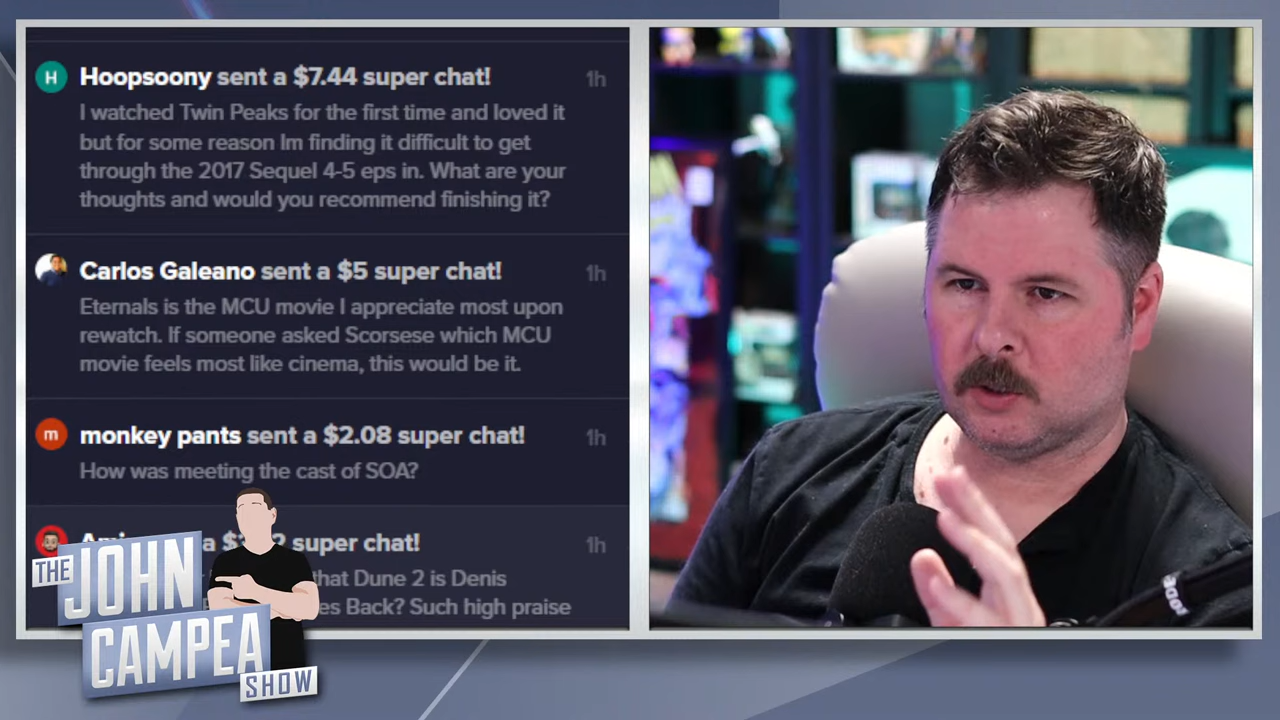 Hoopsoony sent a $7.44 super chat! 1h
I watched Twin Peaks for the first time and loved it
but for some reason Im finding it difficult to get
through the 2017 Sequel 4-5 eps in. What are your
thoughts and would you recommend finishing it?
Carlos Galeano sent a $5 super chat! 1h
Eternals is the MCU movie I appreciate most upon
rewatch. If someone asked Scorsese which MCU
movie feels most like cinema, this would be it.
monkey pants sent a $2.08 super chat! 1h
How was meeting the cast of SOA?
super chat! 1h
that Dune 2 is Denis
Back? Such high praise
H
m
THE
JOHN
CAMPEA
SHOW